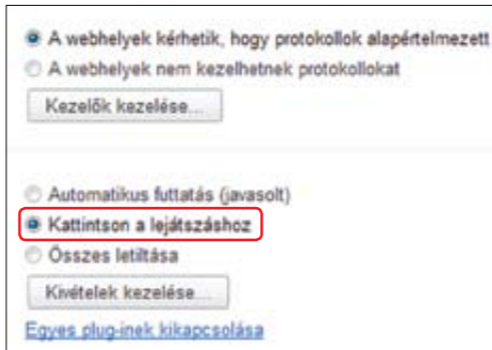 A webhelyek kérhetik, hogy protokollok alapértelmezett
A webhelyek nem kezelhetnek protokollokat
Kezelők kezelése...
Automatikus futtatás (javasolt)
Kattintson a lejátszáshoz
Összes letiltása
Kivételek kezelése...
Egyes plug-inek kikapcsolása